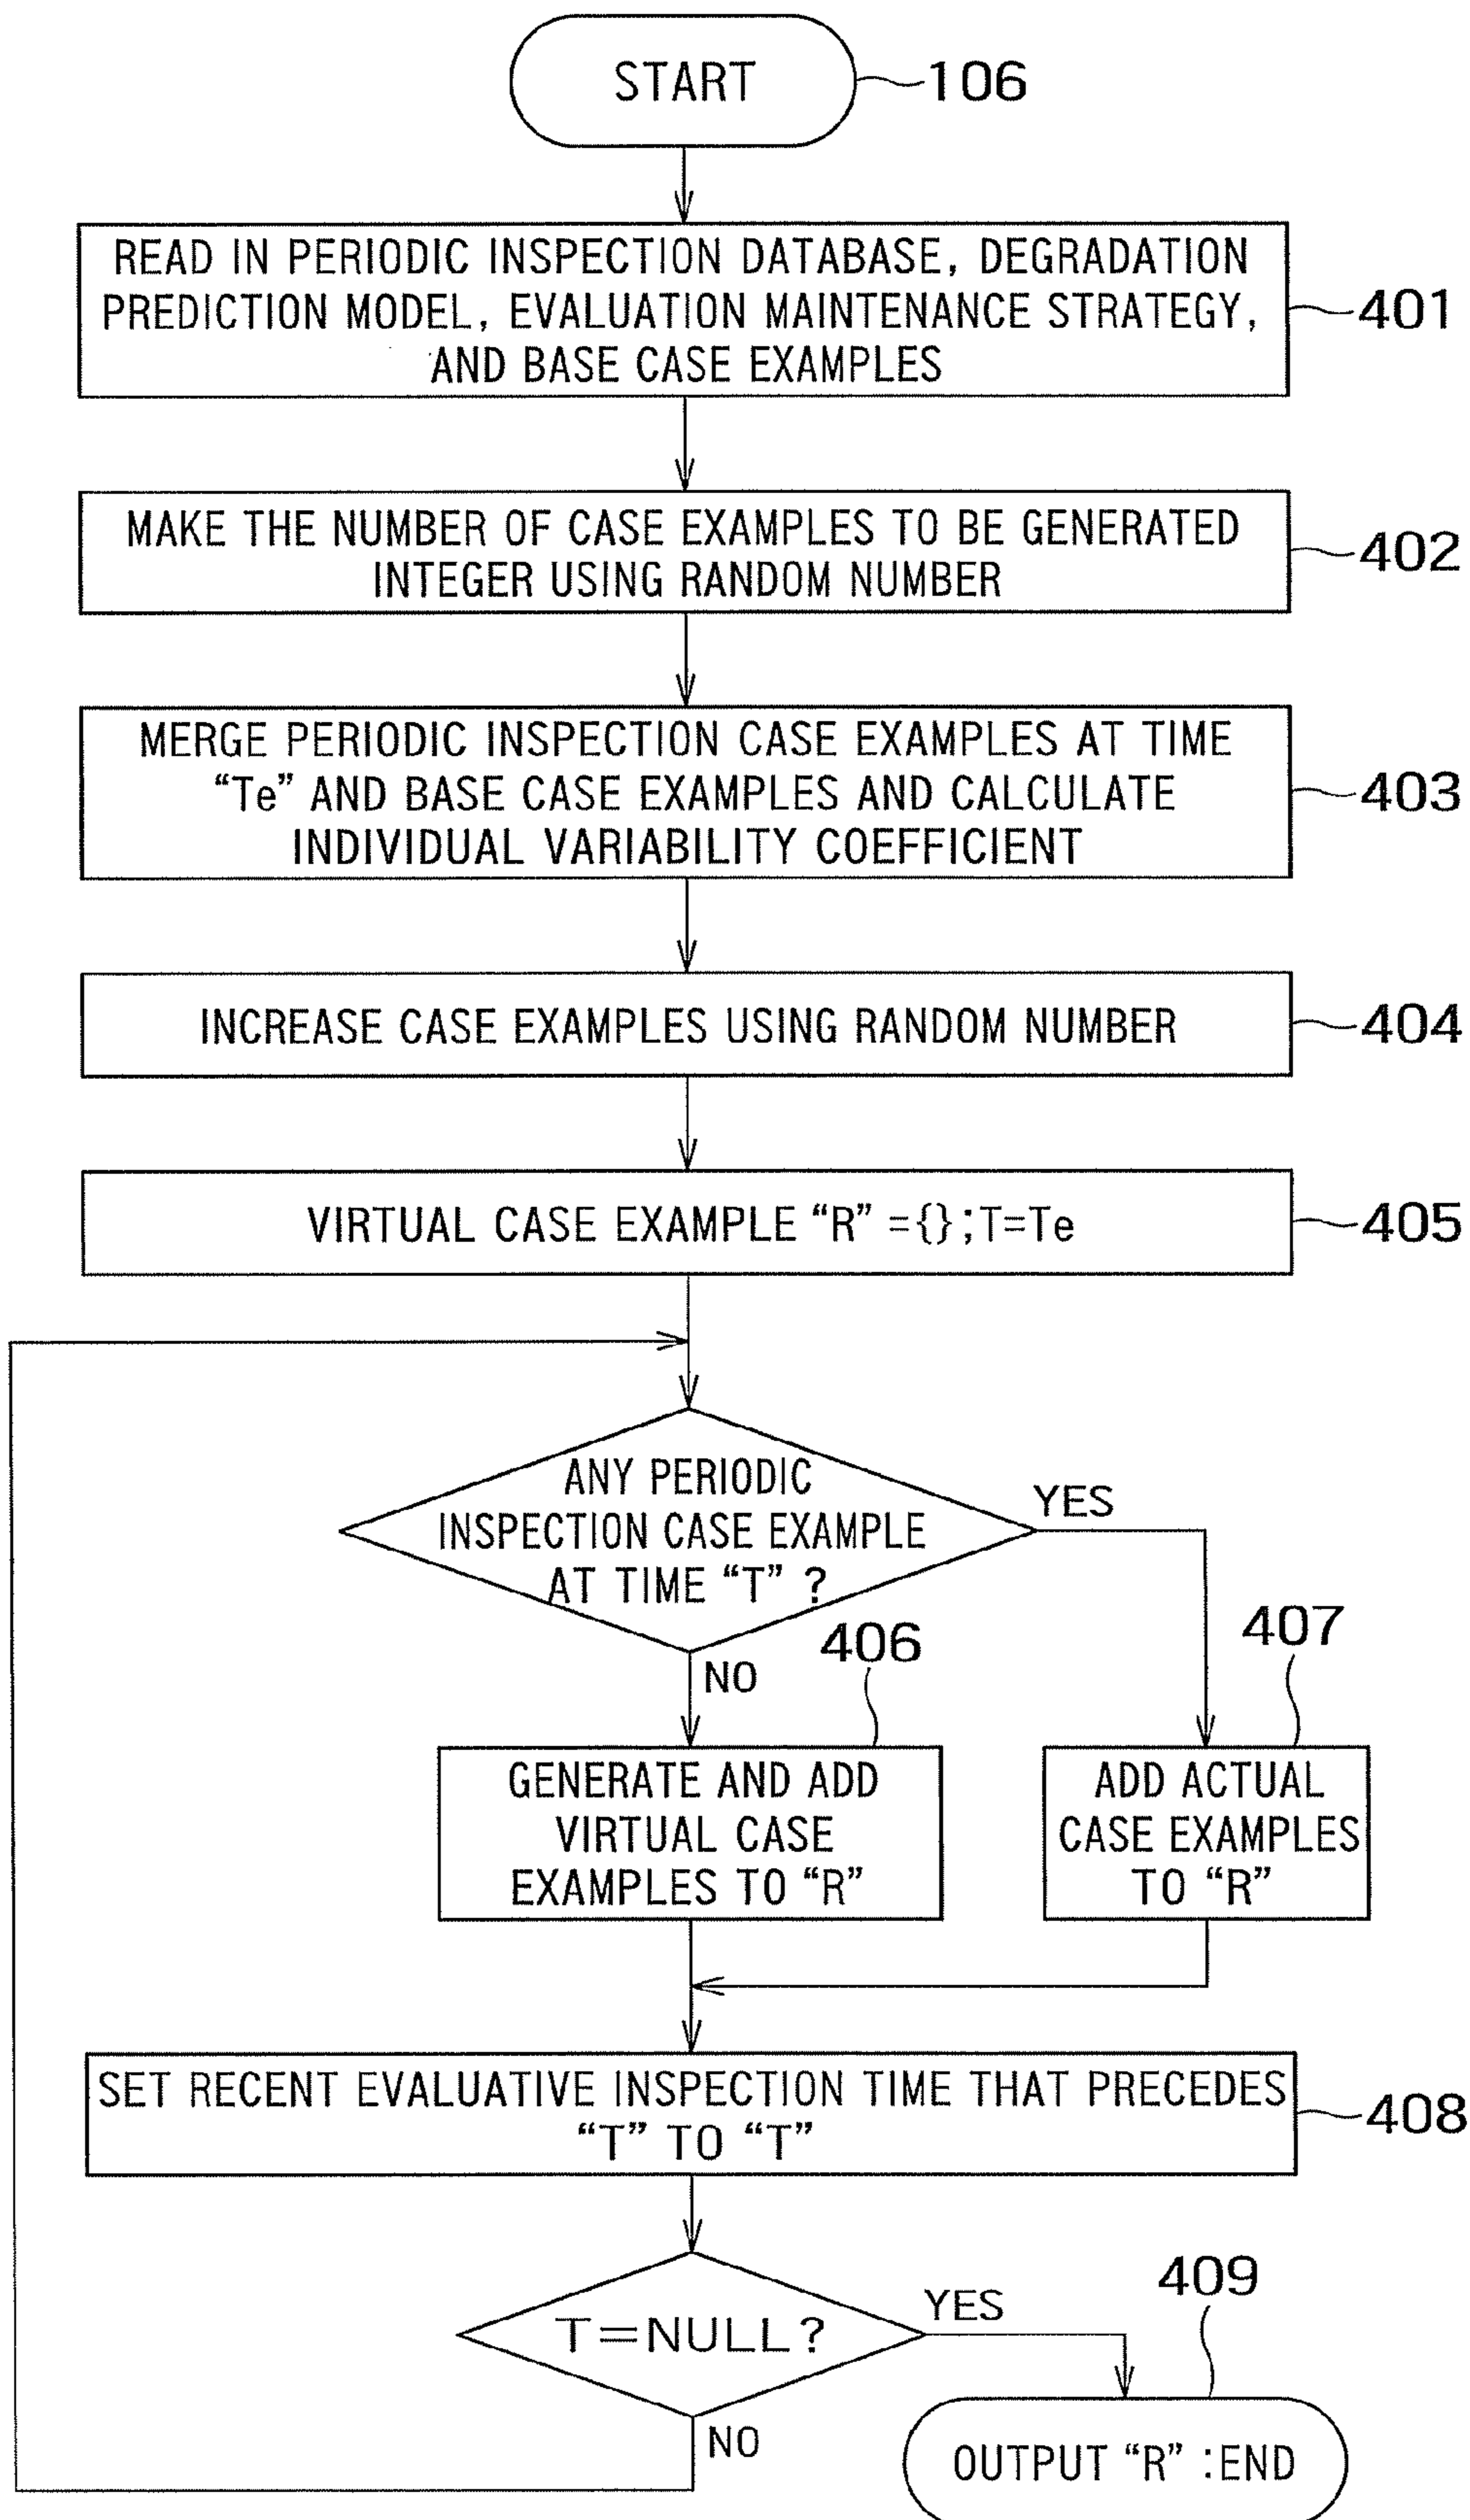 START
106
READ IN PERIODIC INSPECTION DATABASE, DEGRADATION
PREDICTION MODEL, EVALUATION MAINTENANCE STRATEGY,
AND BASE CASE EXAMPLES
401
MAKE THE NUMBER OF CASE EXAMPLES TO BE GENERATED
INTEGER USING RANDOM NUMBER
402
MERGE PERIODIC INSPECTION CASE EXAMPLES AT TIME
“Te” AND BASE CASE EXAMPLES AND CALCULATE
INDIVIDUAL VARIABILITY COEFFICIENT
403
INCREASE CASE EXAMPLES USING RANDOM NUMBER
404
VIRTUAL CASE EXAMPLE “R” ={};T=Te
405
ANY PERIODIC
INSPECTION CASE EXAMPLE
AT TIME “T” ?
YES
NO
406
407
GENERATE AND ADD
VIRTUAL CASE
EXAMPLES TO “R”
ADD ACTUAL
CASE EXAMPLES
TO “R”
SET RECENT EVALUATIVE INSPECTION TIME THAT PRECEDES
“T” TO “T”
408
T=NULL?
YES
NO
409
OUTPUT “R” :END